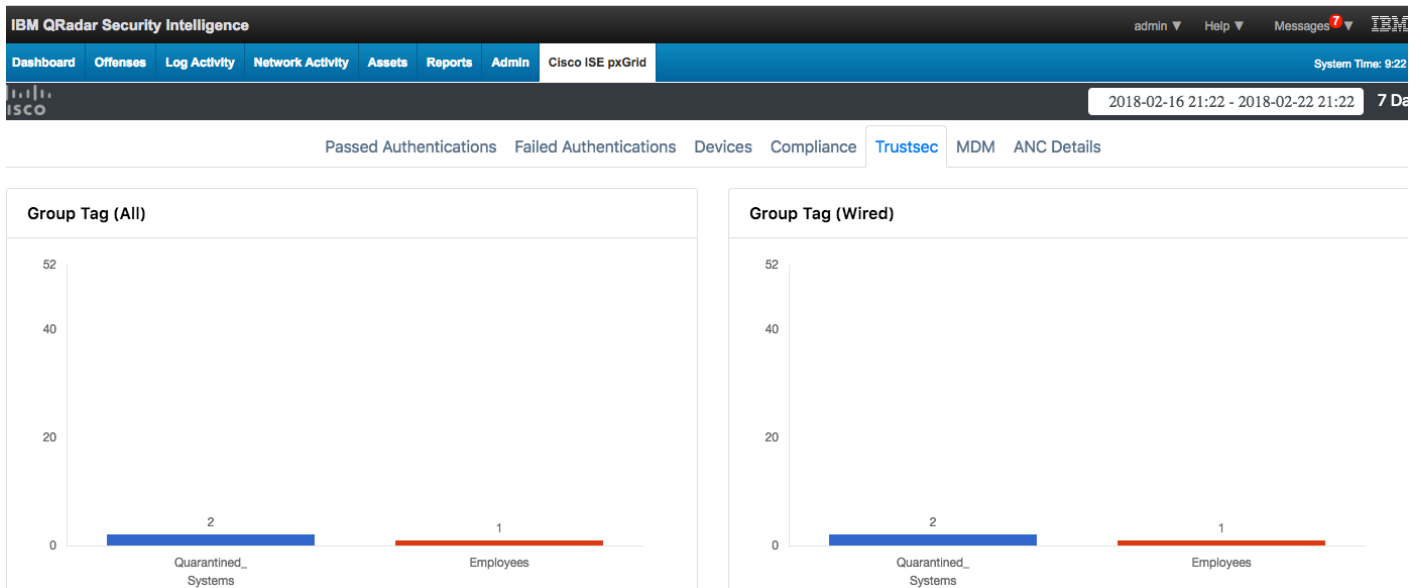 IBM QRadar Security Intelligence
admin ▼ Help ▼ Messages 7 ▼ IBM
Dashboard Offenses Log Activity Network Activity Assets Reports Admin Cisco ISE pxGrid System Time: 9:22
ISCO 2018-02-16 21:22 - 2018-02-22 21:22 7 Da
Passed Authentications Failed Authentications Devices Compliance Trustsec MDM ANC Details
Group Tag (All)
52
40
20
0
2
1
Quarantined_
Systems
Employees
Group Tag (Wired)
52
40
20
0
2
1
Quarantined_
Systems
Employees